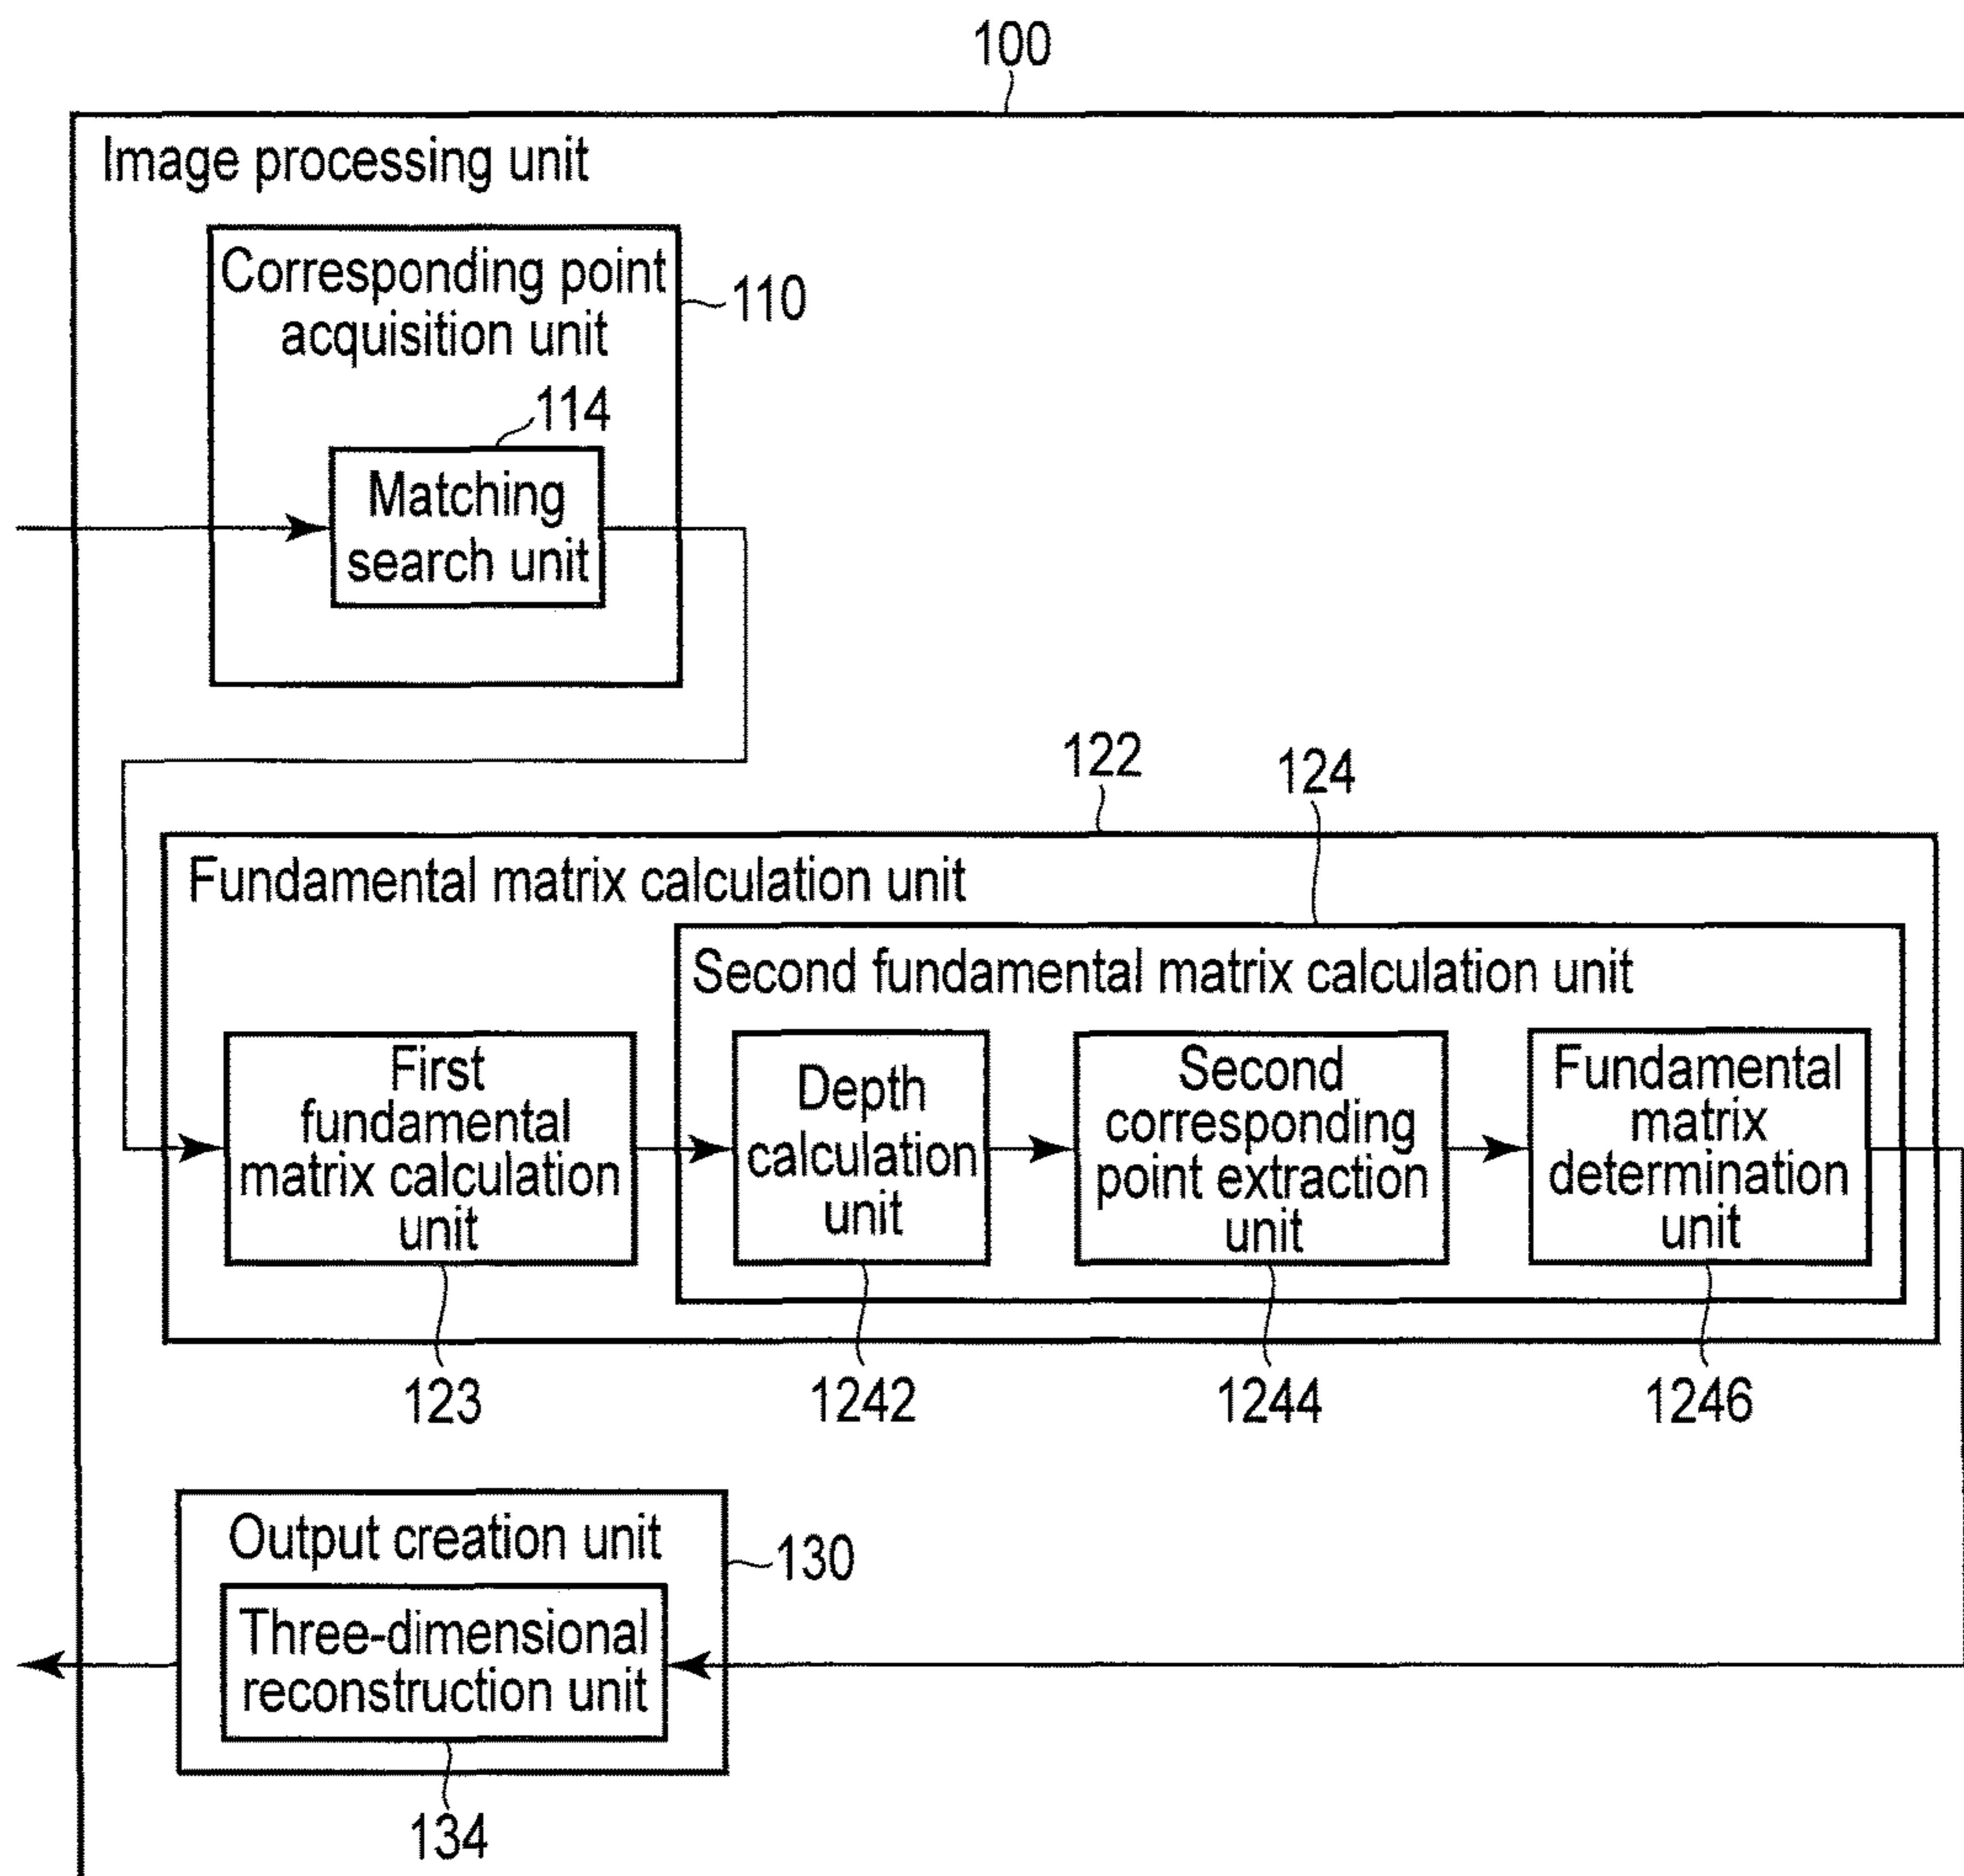 100
Image processing unit
Corresponding point
acquisition unit
110
114
Matching
search unit
122
124
Fundamental matrix calculation unit
Second fundamental matrix calculation unit
First
fundamental
matrix calculation
unit
Depth
calculation
unit
Second
corresponding
point extraction
unit
Fundamental
matrix
determination
unit
123
1242
1244
1246
Output creation unit
130
Three-dimensional
reconstruction unit
134